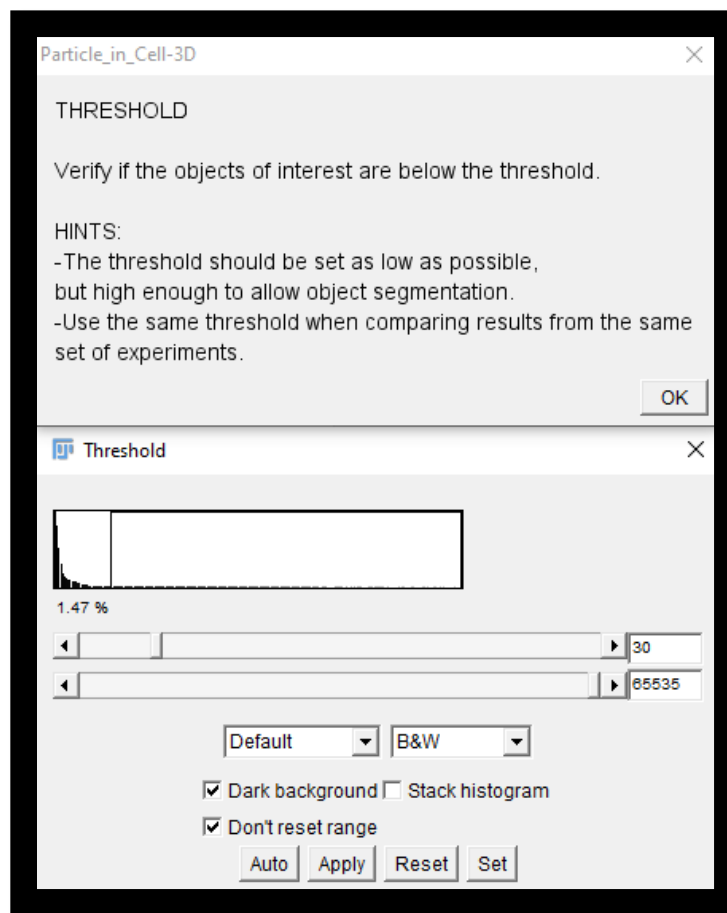 Particle_in_Cell-3D
THRESHOLD
Verify if the objects of interest are below the threshold.
HINTS:
-The threshold should be set as low as possible,
but high enough to allow object segmentation.
-Use the same threshold when comparing results from the same
set of experiments.
OK
Threshold
1.47 %
30
65535
Default B&W
Dark background Stack histogram
Don't reset range
Auto Apply Reset Set